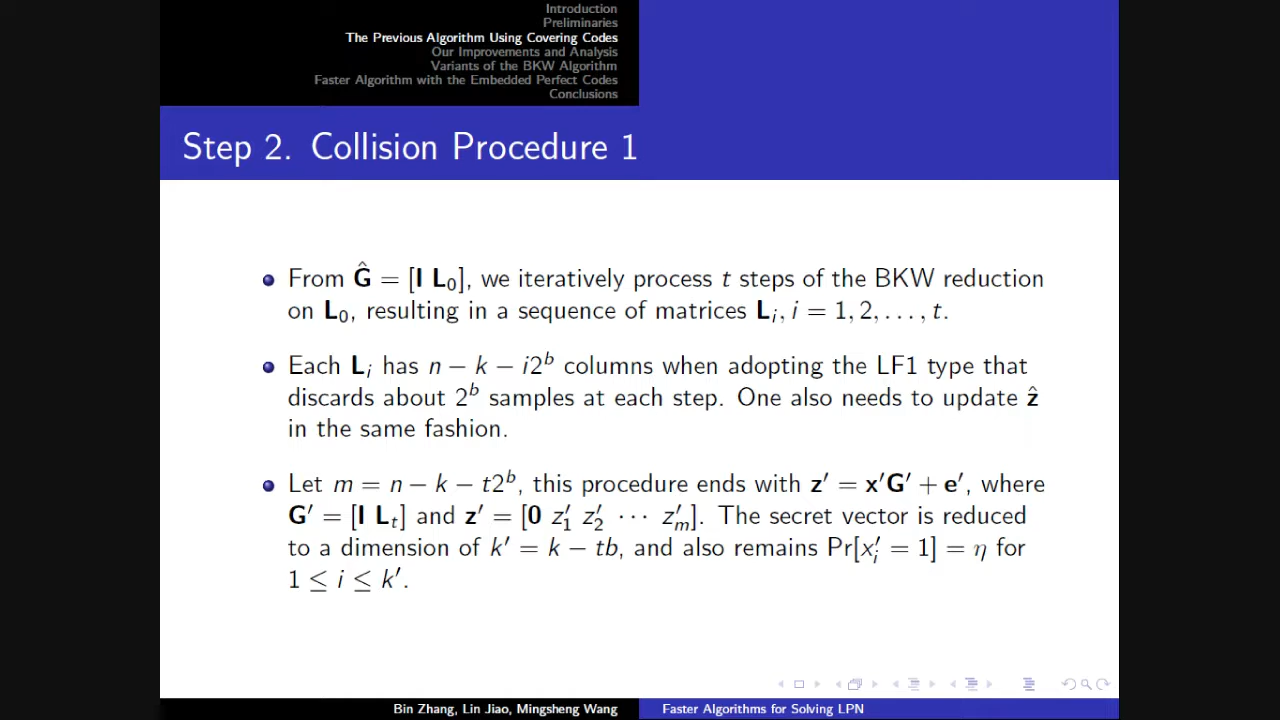 Introduction
Preliminaries
The Previous Algorithm Using Covering Codes
Our Improvements and Analysis
Variants of the BKW Algorithm
Faster Algorithm with the Embedded Perfect Codes
Conclusions
Step 2. Collision Procedure 1
From Ĝ = [I L₀], we iteratively process t steps of the BKW reduction
on L₀, resulting in a sequence of matrices Lᵢ, i = 1, 2, . . . , t.
Each Lᵢ has n − k − i2ᵇ columns when adopting the LF1 type that
discards about 2ᵇ samples at each step. One also needs to update ẑ
in the same fashion.
Let m = n − k − t2ᵇ, this procedure ends with z′ = x′G′ + e′, where
G′ = [I Lₜ] and z′ = [0 z′₁ z′₂ ··· z′ₘ]. The secret vector is reduced
to a dimension of k′ = k − tb, and also remains Pr[x′ᵢ = 1] = η for
1 ≤ i ≤ k′.
Bin Zhang, Lin Jiao, Mingsheng Wang
Faster Algorithms for Solving LPN